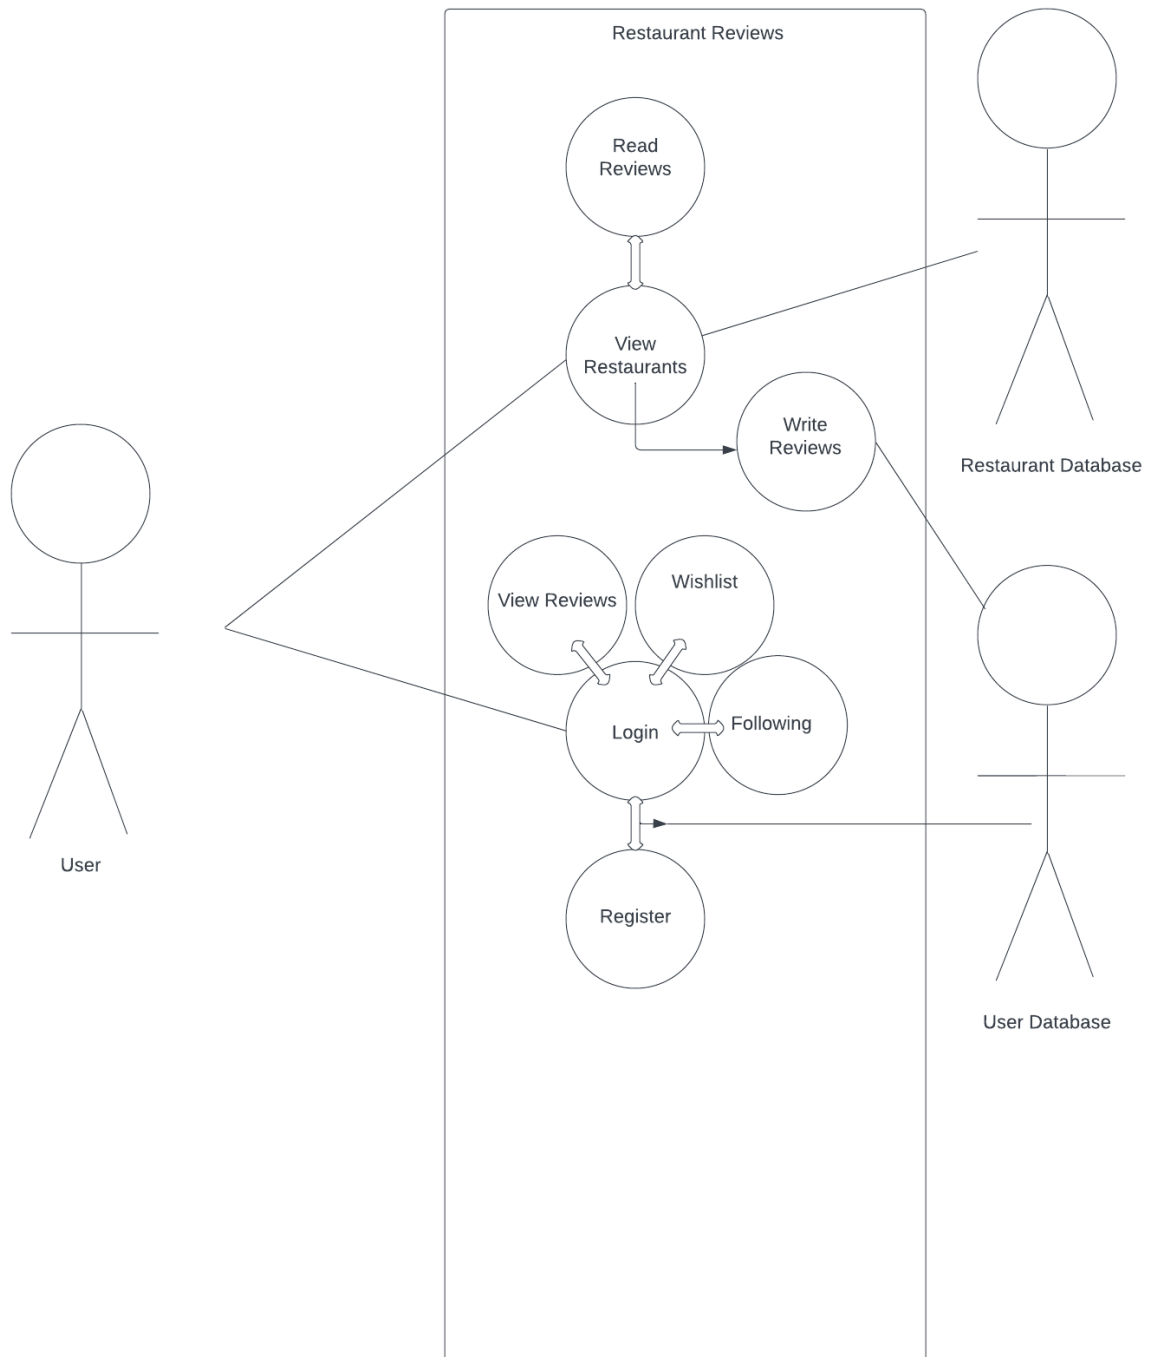 Restaurant Reviews
Read
Reviews
View
Restaurants
Write
Reviews
Restaurant Database
View Reviews
Wishlist
Login
Following
User
Register
User Database